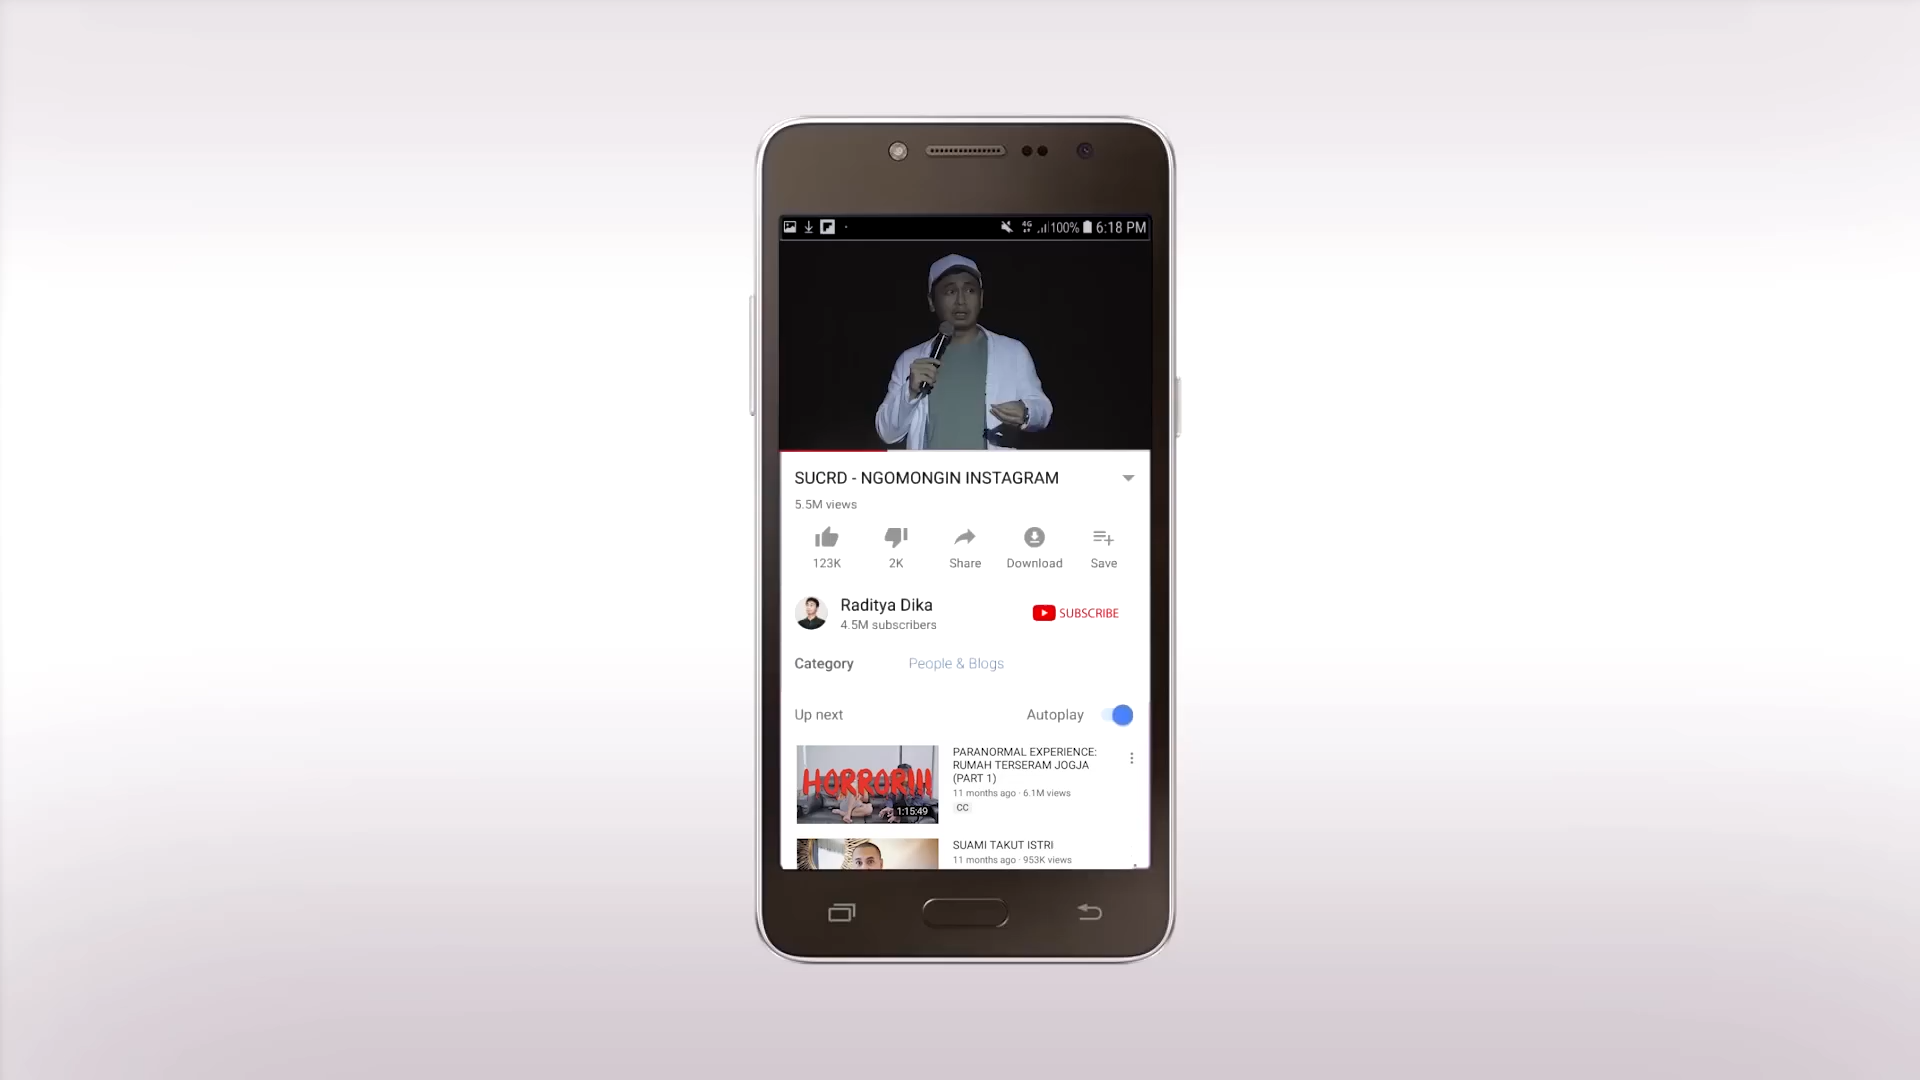 4G 100% 6:18 PM
SUCRD - NGOMONGIN INSTAGRAM
5.5M views
123K 2K Share Download Save
Raditya Dika
4.5M subscribers
SUBSCRIBE
Category People & Blogs
Up next Autoplay
HORROR!!!
1:15:49
PARANORMAL EXPERIENCE:
RUMAH TERSERAM JOGJA
(PART 1)
11 months ago · 6.1M views
CC
SUAMI TAKUT ISTRI
11 months ago · 953K views